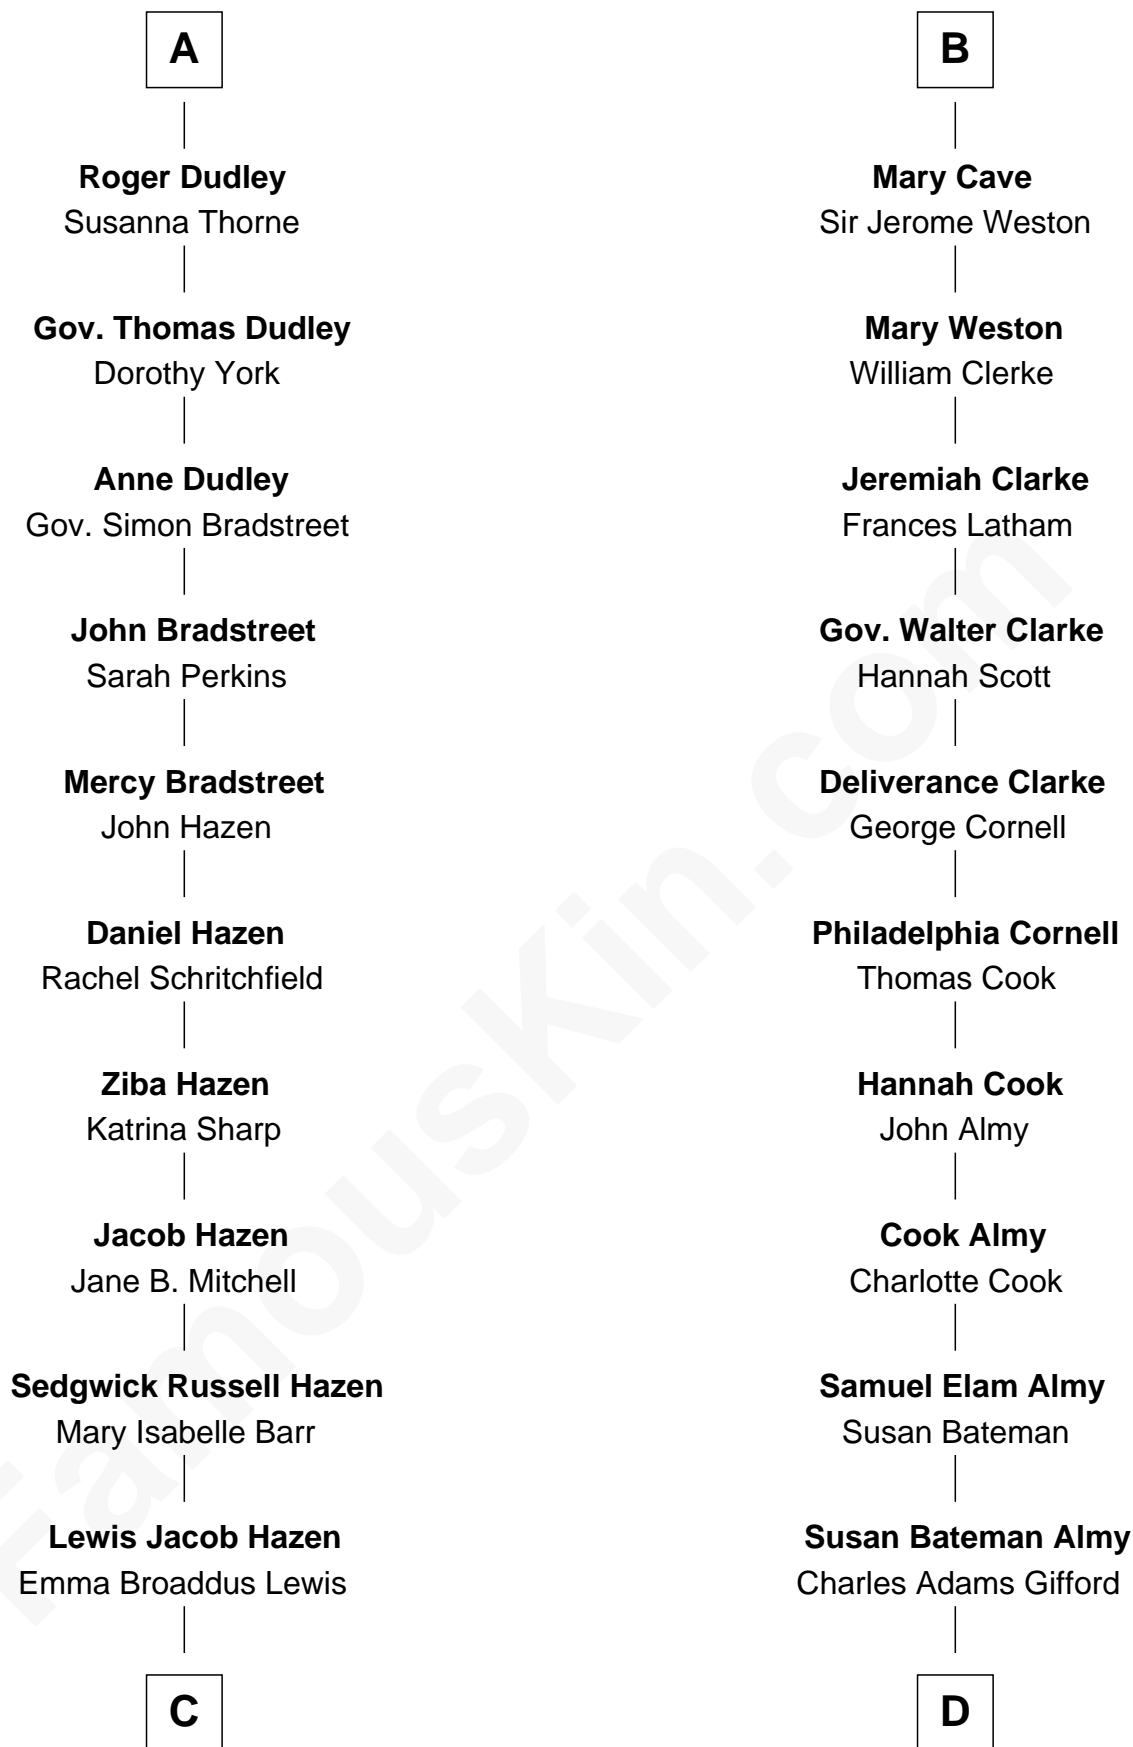 A
Roger Dudley
Susanna Thorne
Gov. Thomas Dudley
Dorothy York
Anne Dudley
Gov. Simon Bradstreet
John Bradstreet
Sarah Perkins
Mercy Bradstreet
John Hazen
Daniel Hazen
Rachel Schritchfield
Ziba Hazen
Katrina Sharp
Jacob Hazen
Jane B. Mitchell
Sedgwick Russell Hazen
Mary Isabelle Barr
Lewis Jacob Hazen
Emma Broaddus Lewis
C
B
Mary Cave
Sir Jerome Weston
Mary Weston
William Clerke
Jeremiah Clarke
Frances Latham
Gov. Walter Clarke
Hannah Scott
Deliverance Clarke
George Cornell
Philadelphia Cornell
Thomas Cook
Hannah Cook
John Almy
Cook Almy
Charlotte Cook
Samuel Elam Almy
Susan Bateman
Susan Bateman Almy
Charles Adams Gifford
D
FamousKin.com